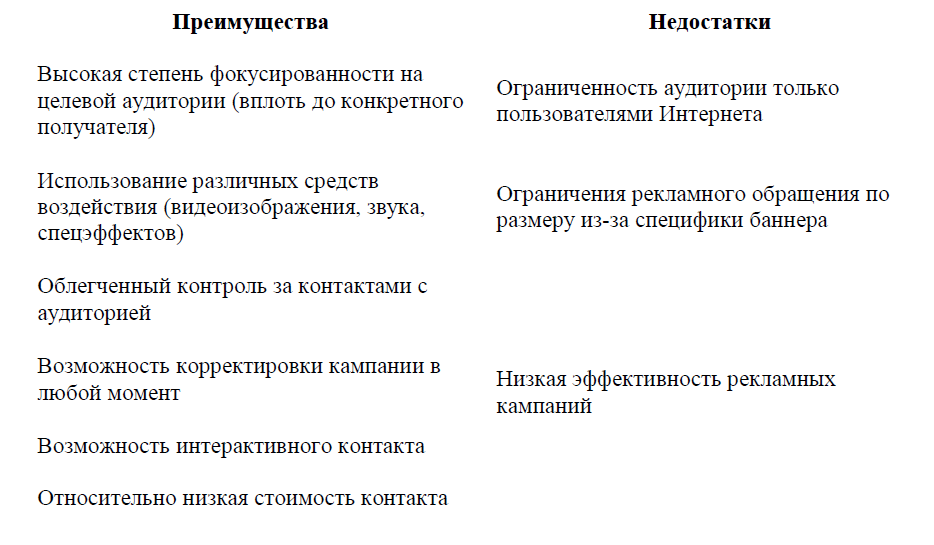 Преимущества
Недостатки
Высокая степень фокусированности на
целевой аудитории (вплоть до конкретного
получателя)
Ограниченность аудитории только
пользователями Интернета
Использование различных средств
воздействия (видеоизображения, звука,
спецэффектов)
Ограничения рекламного обращения по
размеру из-за специфики баннера
Облегченный контроль за контактами с
аудиторией
Возможность корректировки кампании в
любой момент
Низкая эффективность рекламных
кампаний
Возможность интерактивного контакта
Относительно низкая стоимость контакта